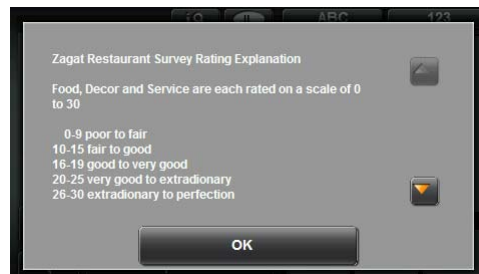 ABC
123
Zagat Restaurant Survey Rating Explanation
Food, Decor and Service are each rated on a scale of 0
to 30
0-9 poor to fair
10-15 fair to good
16-19 good to very good
20-25 very good to extradionary
26-30 extradionary to perfection
OK